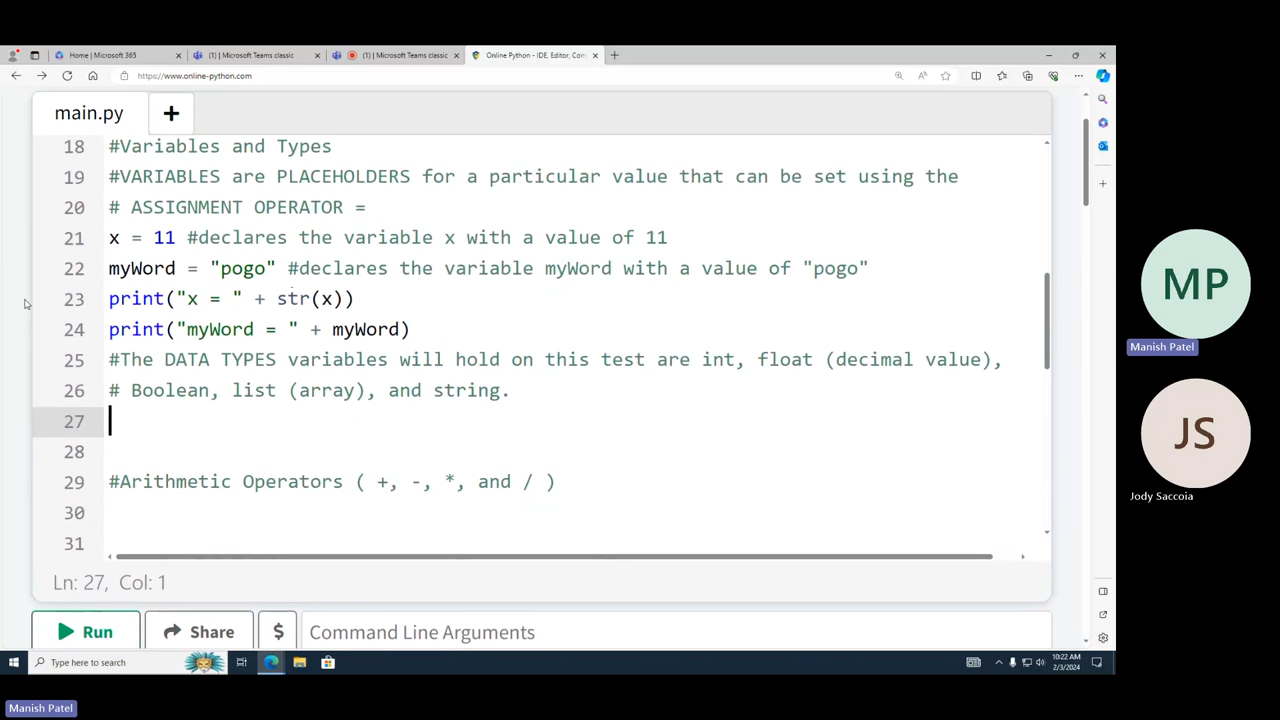 Home | Microsoft 365
(1) | Microsoft Teams classic
(1) | Microsoft Teams classic
Online Python - IDE, Editor, Com
https://www.online-python.com
main.py
18 #Variables and Types
19 #VARIABLES are PLACEHOLDERS for a particular value that can be set using the
20 # ASSIGNMENT OPERATOR =
21 x = 11 #declares the variable x with a value of 11
22 myWord = "pogo" #declares the variable myWord with a value of "pogo"
23 print("x = " + str(x))
24 print("myWord = " + myWord)
25 #The DATA TYPES variables will hold on this test are int, float (decimal value),
26 # Boolean, list (array), and string.
27
28
29 #Arithmetic Operators ( +, -, *, and / )
30
31
Ln: 27, Col: 1
Run
Share
$
Command Line Arguments
Type here to search
10:22 AM
2/3/2024
MP
Manish Patel
JS
Jody Saccoia
Manish Patel